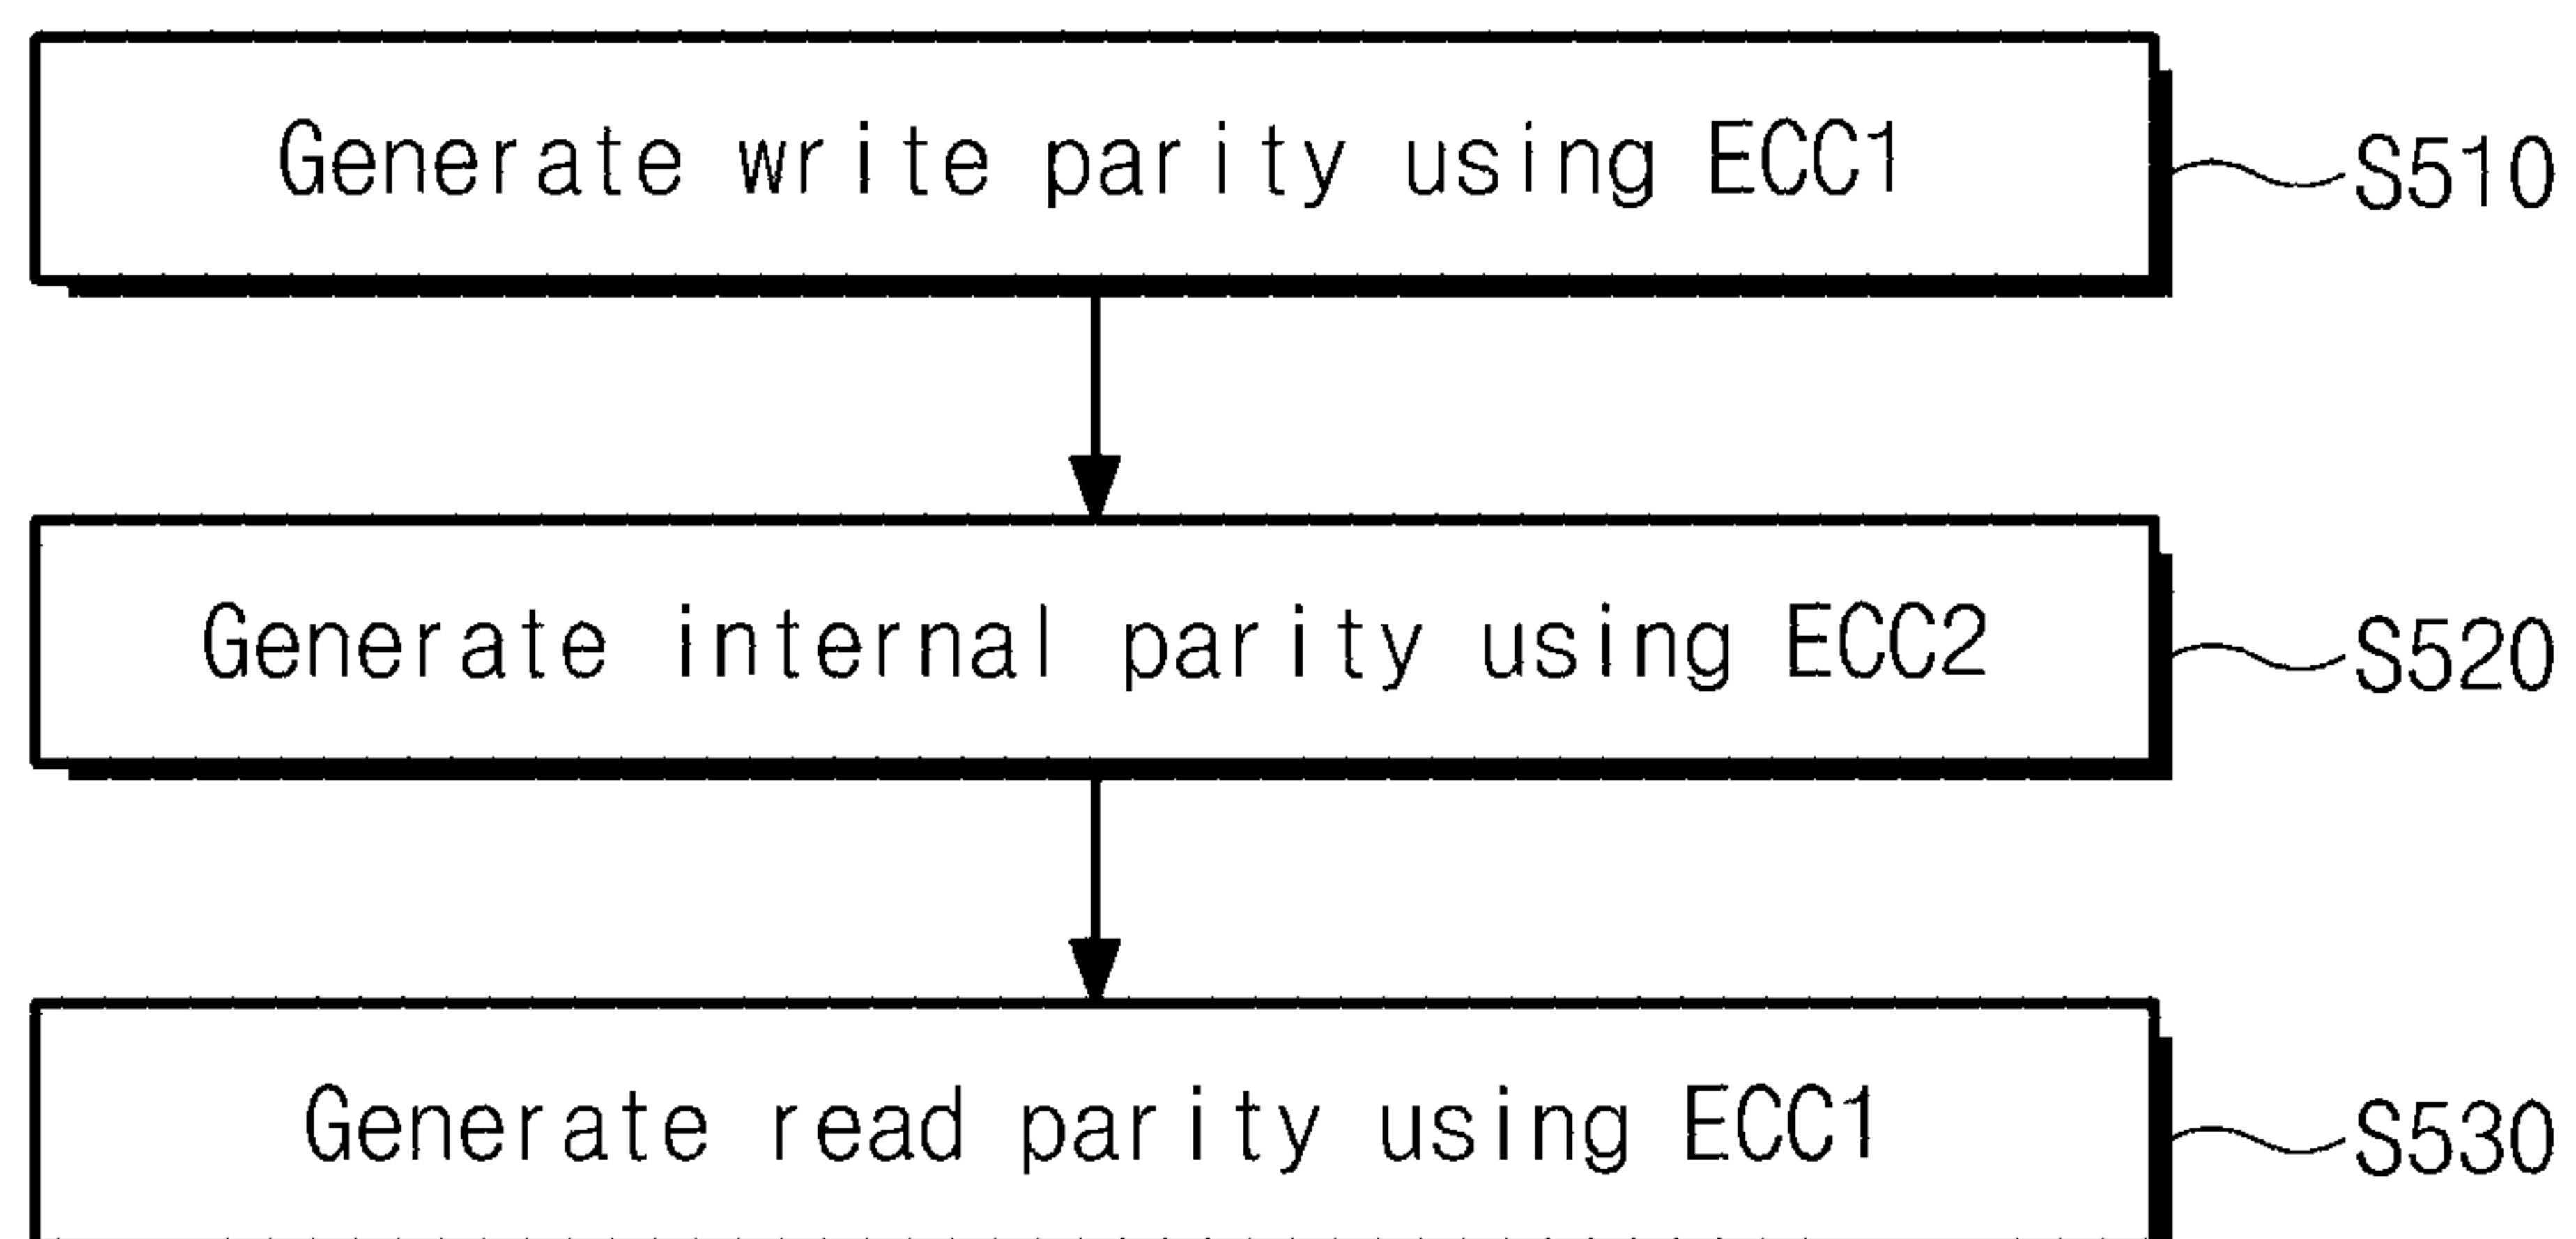 Generate write parity using ECC1 S510
Generate internal parity using ECC2 S520
Generate read parity using ECC1 S530